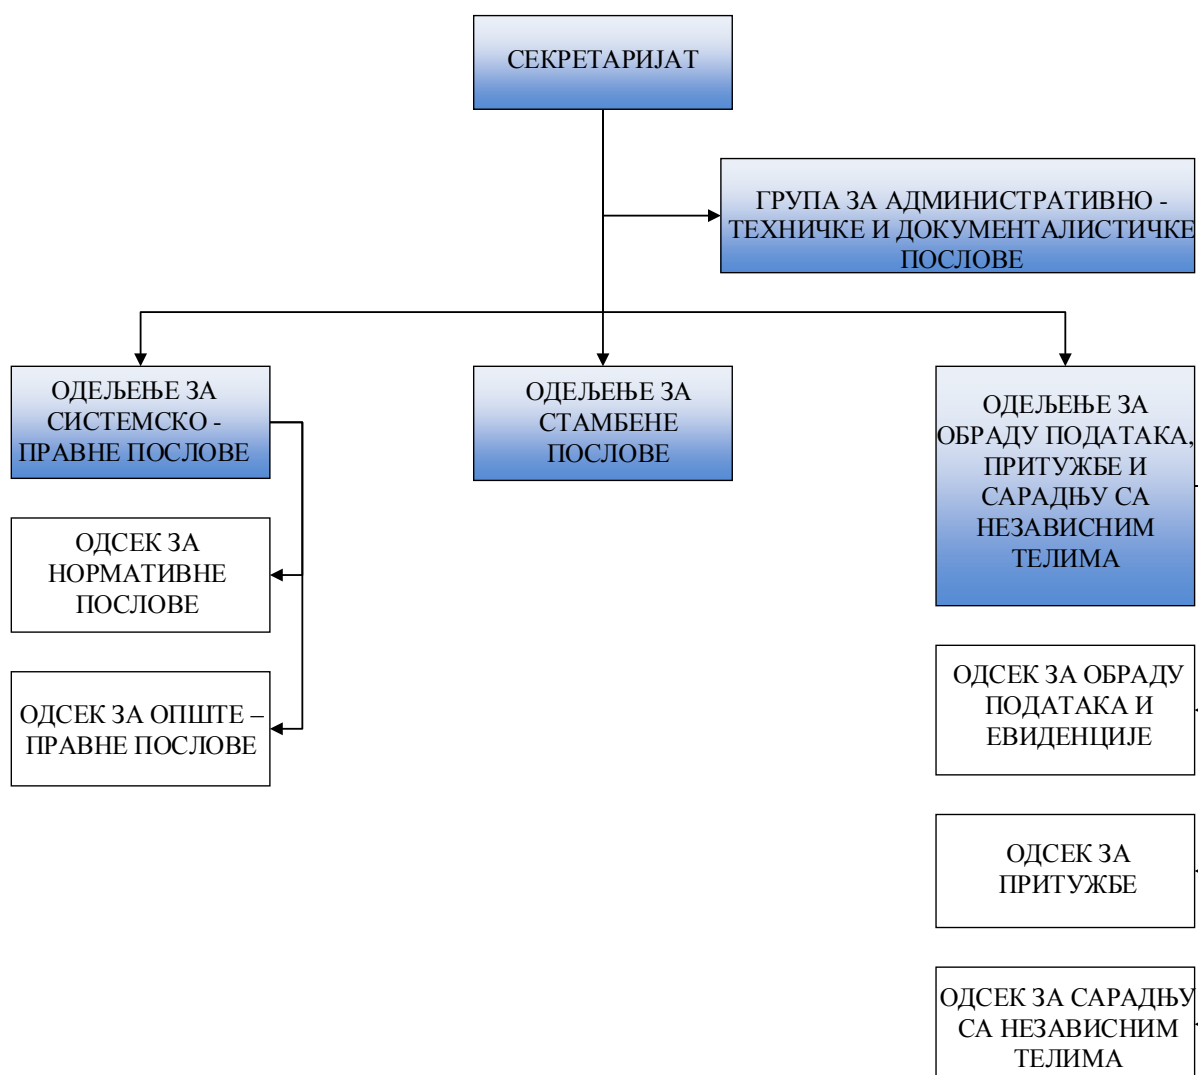 СЕКРЕТАРИЈАТ
ГРУПА ЗА АДМИНИСТРАТИВНО -
ТЕХНИЧКЕ И ДОКУМЕНТАЛИСТИЧКЕ
ПОСЛОВЕ
ОДЕЉЕЊЕ ЗА
СИСТЕМСКО -
ПРАВНЕ ПОСЛОВЕ
ОДЕЉЕЊЕ ЗА
СТАМБЕНЕ
ПОСЛОВЕ
ОДЕЉЕЊЕ ЗА
ОБРАДУ ПОДАТАКА,
ПРИТУЖБЕ И
САРАДЊУ СА
НЕЗАВИСНИМ
ТЕЛИМА
ОДСЕК ЗА
НОРМАТИВНЕ
ПОСЛОВЕ
ОДСЕК ЗА ОПШТЕ –
ПРАВНЕ ПОСЛОВЕ
ОДСЕК ЗА ОБРАДУ
ПОДАТАКА И
ЕВИДЕНЦИЈЕ
ОДСЕК ЗА
ПРИТУЖБЕ
ОДСЕК ЗА САРАДЊУ
СА НЕЗАВИСНИМ
ТЕЛИМА